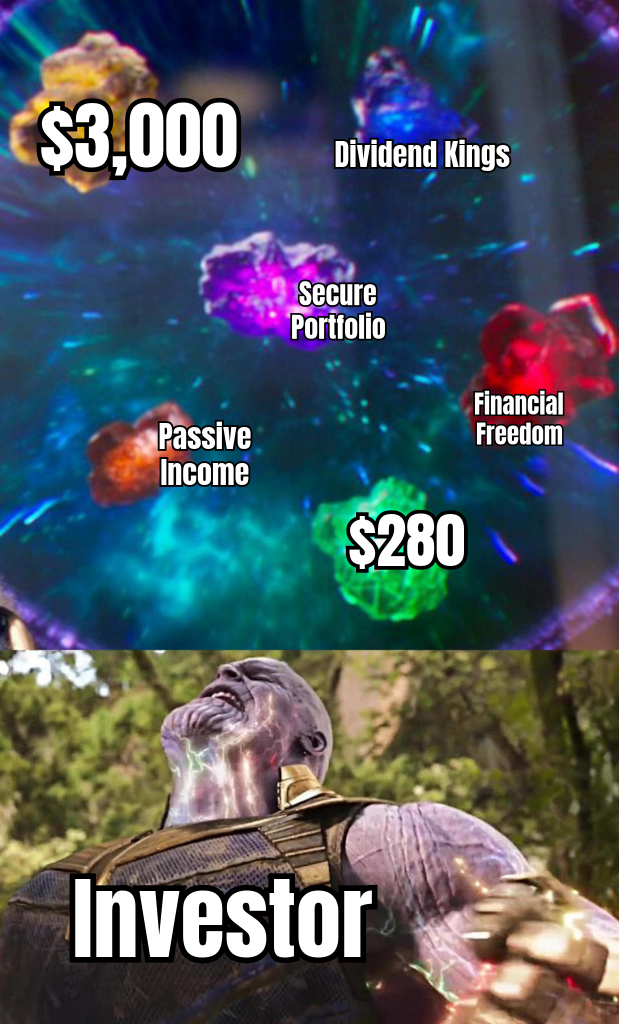 $3,000
Dividend Kings
Secure
Portfolio
Financial
Freedom
Passive
Income
$280
Investor